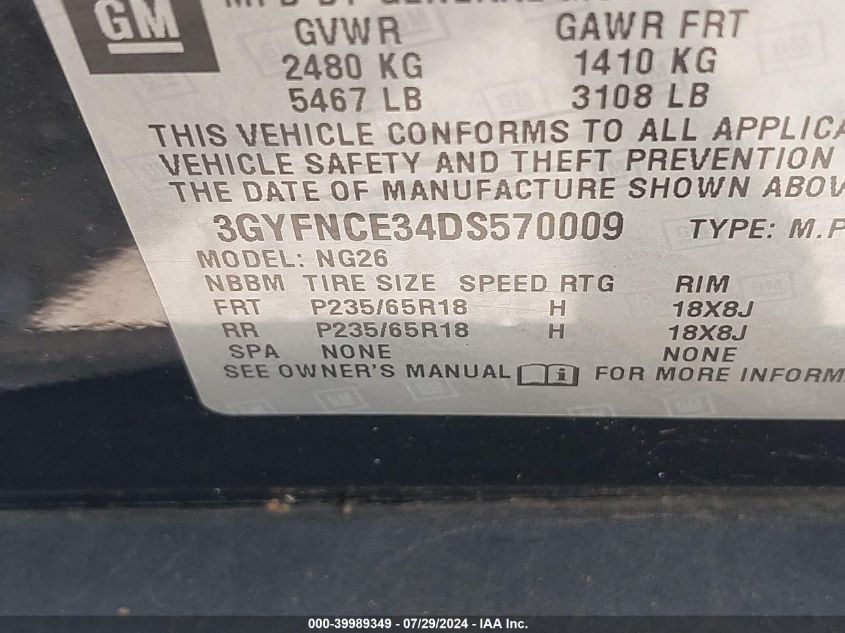 GM
GVWR GAWR FRT
2480 KG 1410 KG
5467 LB 3108 LB
THIS VEHICLE CONFORMS TO ALL
VEHICLE SAFETY AND THEFT PREVENTION
THE DATE OF MANUFACTURE SHOWN
3GYFNCE34DS570009 TYPE: M.P
MODEL: NG26
NBBM TIRE SIZE SPEED RTG RIM
FRT P235/65R18 H 18X8J
RR P235/65R18 H 18X8J
SPA NONE NONE
SEE OWNER'S MANUAL i FOR MORE
000-39989349 / 07/29/2024 - IAA Inc.